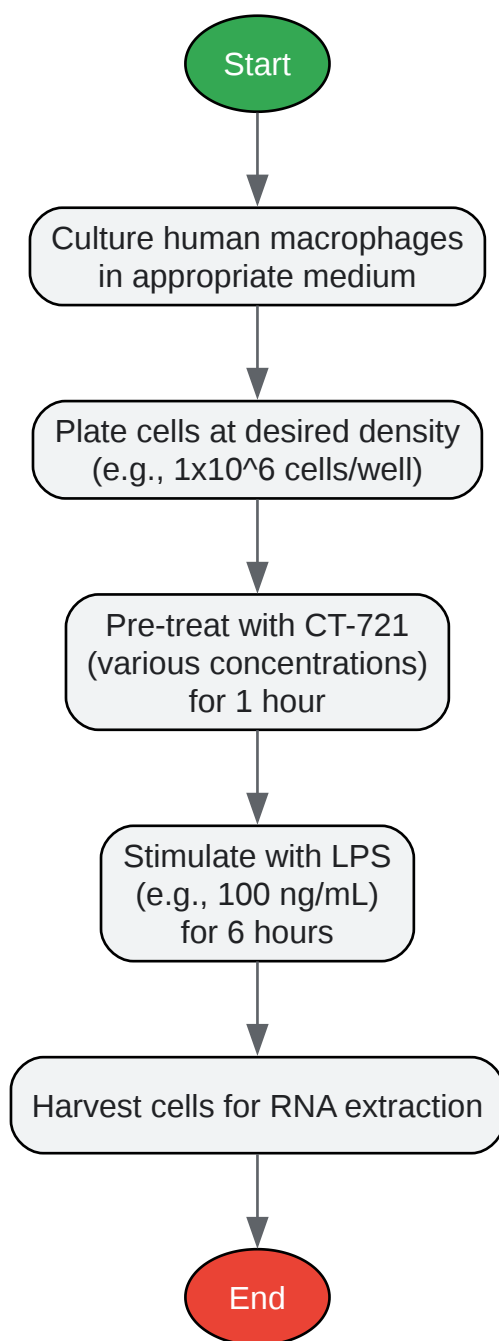 Start
Culture human macrophages
in appropriate medium
Plate cells at desired density
(e.g., 1x10^6 cells/well)
Pre-treat with CT-721
(various concentrations)
for 1 hour
Stimulate with LPS
(e.g., 100 ng/mL)
for 6 hours
Harvest cells for RNA extraction
End